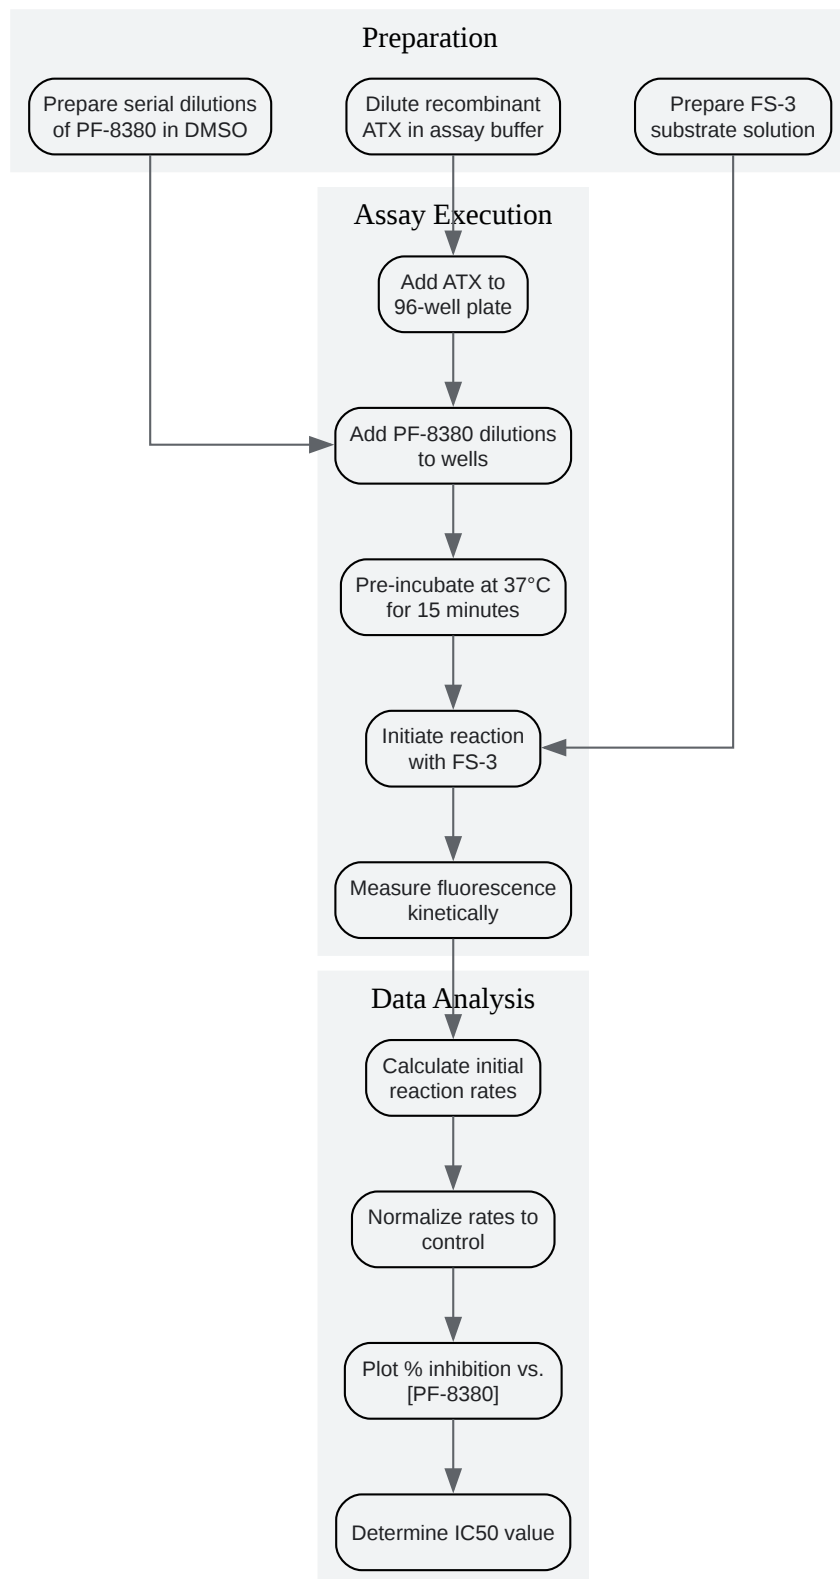 Preparation
Prepare serial dilutions
of PF-8380 in DMSO
Dilute recombinant
ATX in assay buffer
Prepare FS-3
substrate solution
Assay Execution
Add ATX to
96-well plate
Add PF-8380 dilutions
to wells
Pre-incubate at 37°C
for 15 minutes
Initiate reaction
with FS-3
Measure fluorescence
kinetically
Data Analysis
Calculate initial
reaction rates
Normalize rates to
control
Plot % inhibition vs.
[PF-8380]
Determine IC50 value